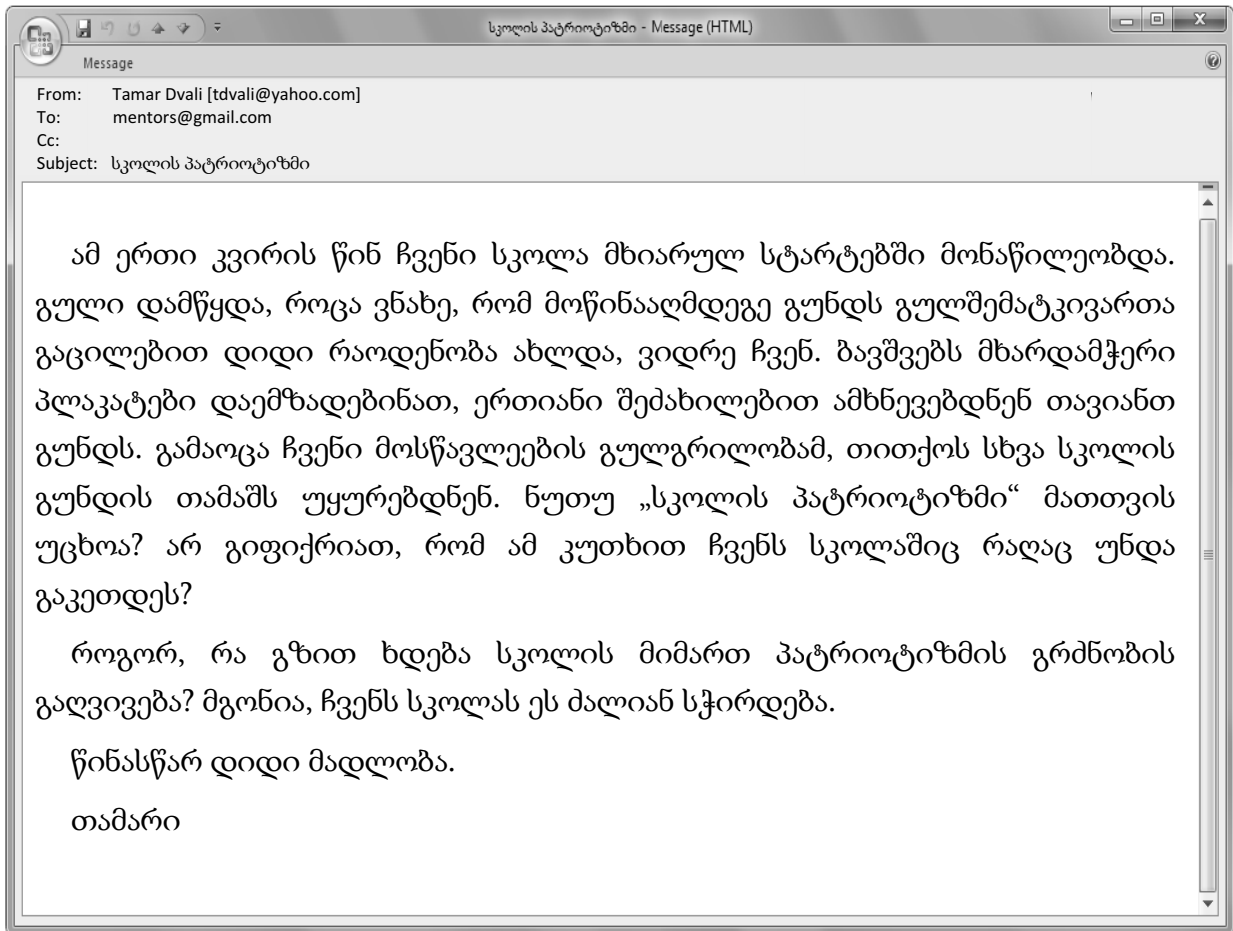 სკოლის პატრიოტიზმი - Message (HTML)
Message
From: Tamar Dvali [tdvali@yahoo.com]
To: mentors@gmail.com
Cc:
Subject: სკოლის პატრიოტიზმი
ამ ერთი კვირის წინ ჩვენი სკოლა მხიარულ სტარტებში მონაწილეობდა.
გული დამწყდა, როცა ვნახე, რომ მოწინააღმდეგე გუნდს გულშემატკივართა
გაცილებით დიდი რაოდენობა ახლდა, ვიდრე ჩვენ. ბავშვებს მხარდამჭერი
პლაკატები დაემზადებინათ, ერთიანი შეძახილებით ამხნევებდნენ თავიანთ
გუნდს. გამაოცა ჩვენი მოსწავლეების გულგრილობამ, თითქოს სხვა სკოლის
გუნდის თამაშს უყურებდნენ. ნუთუ „სკოლის პატრიოტიზმი“ მათთვის
უცხოა? არ გიფიქრიათ, რომ ამ კუთხით ჩვენს სკოლაშიც რაღაც უნდა
გაკეთდეს?
როგორ, რა გზით ხდება სკოლის მიმართ პატრიოტიზმის გრძნობის
გაღვივება? მგონია, ჩვენს სკოლას ეს ძალიან სჭირდება.
წინასწარ დიდი მადლობა.
თამარი